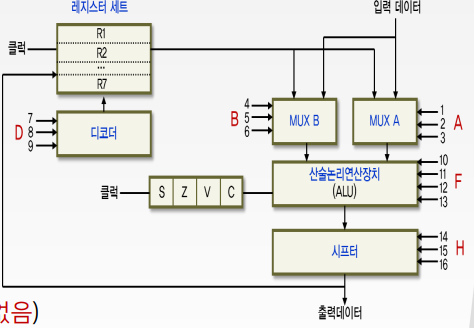 레지스터 세트
입력 데이터
클럭
R1
R2
...
R7
디코더
D
7
8
9
B
4
5
6
MUX B
MUX A
1
2
3
A
산술논리연산장치
(ALU)
10
11
12
13
F
클럭
S Z V C
시프터
14
15
16
H
출력데이터
없음)